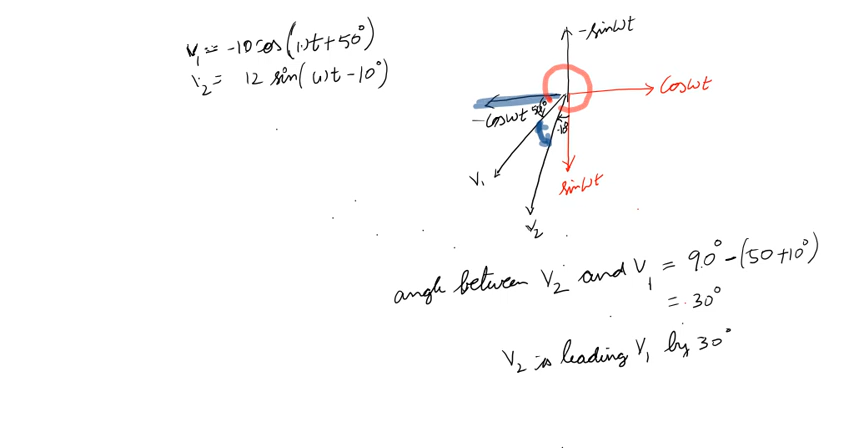 V₁ = -10 cos(ωt + 50°)
V₂ = 12 sin(ωt - 10°)
-sinωt
cosωt
-cosωt
50°
-10
sinωt
V₁
V₂
angle between V₂ and V₁ = 90° - (50 + 10°)
= 30°
V₂ is leading V₁ by 30°